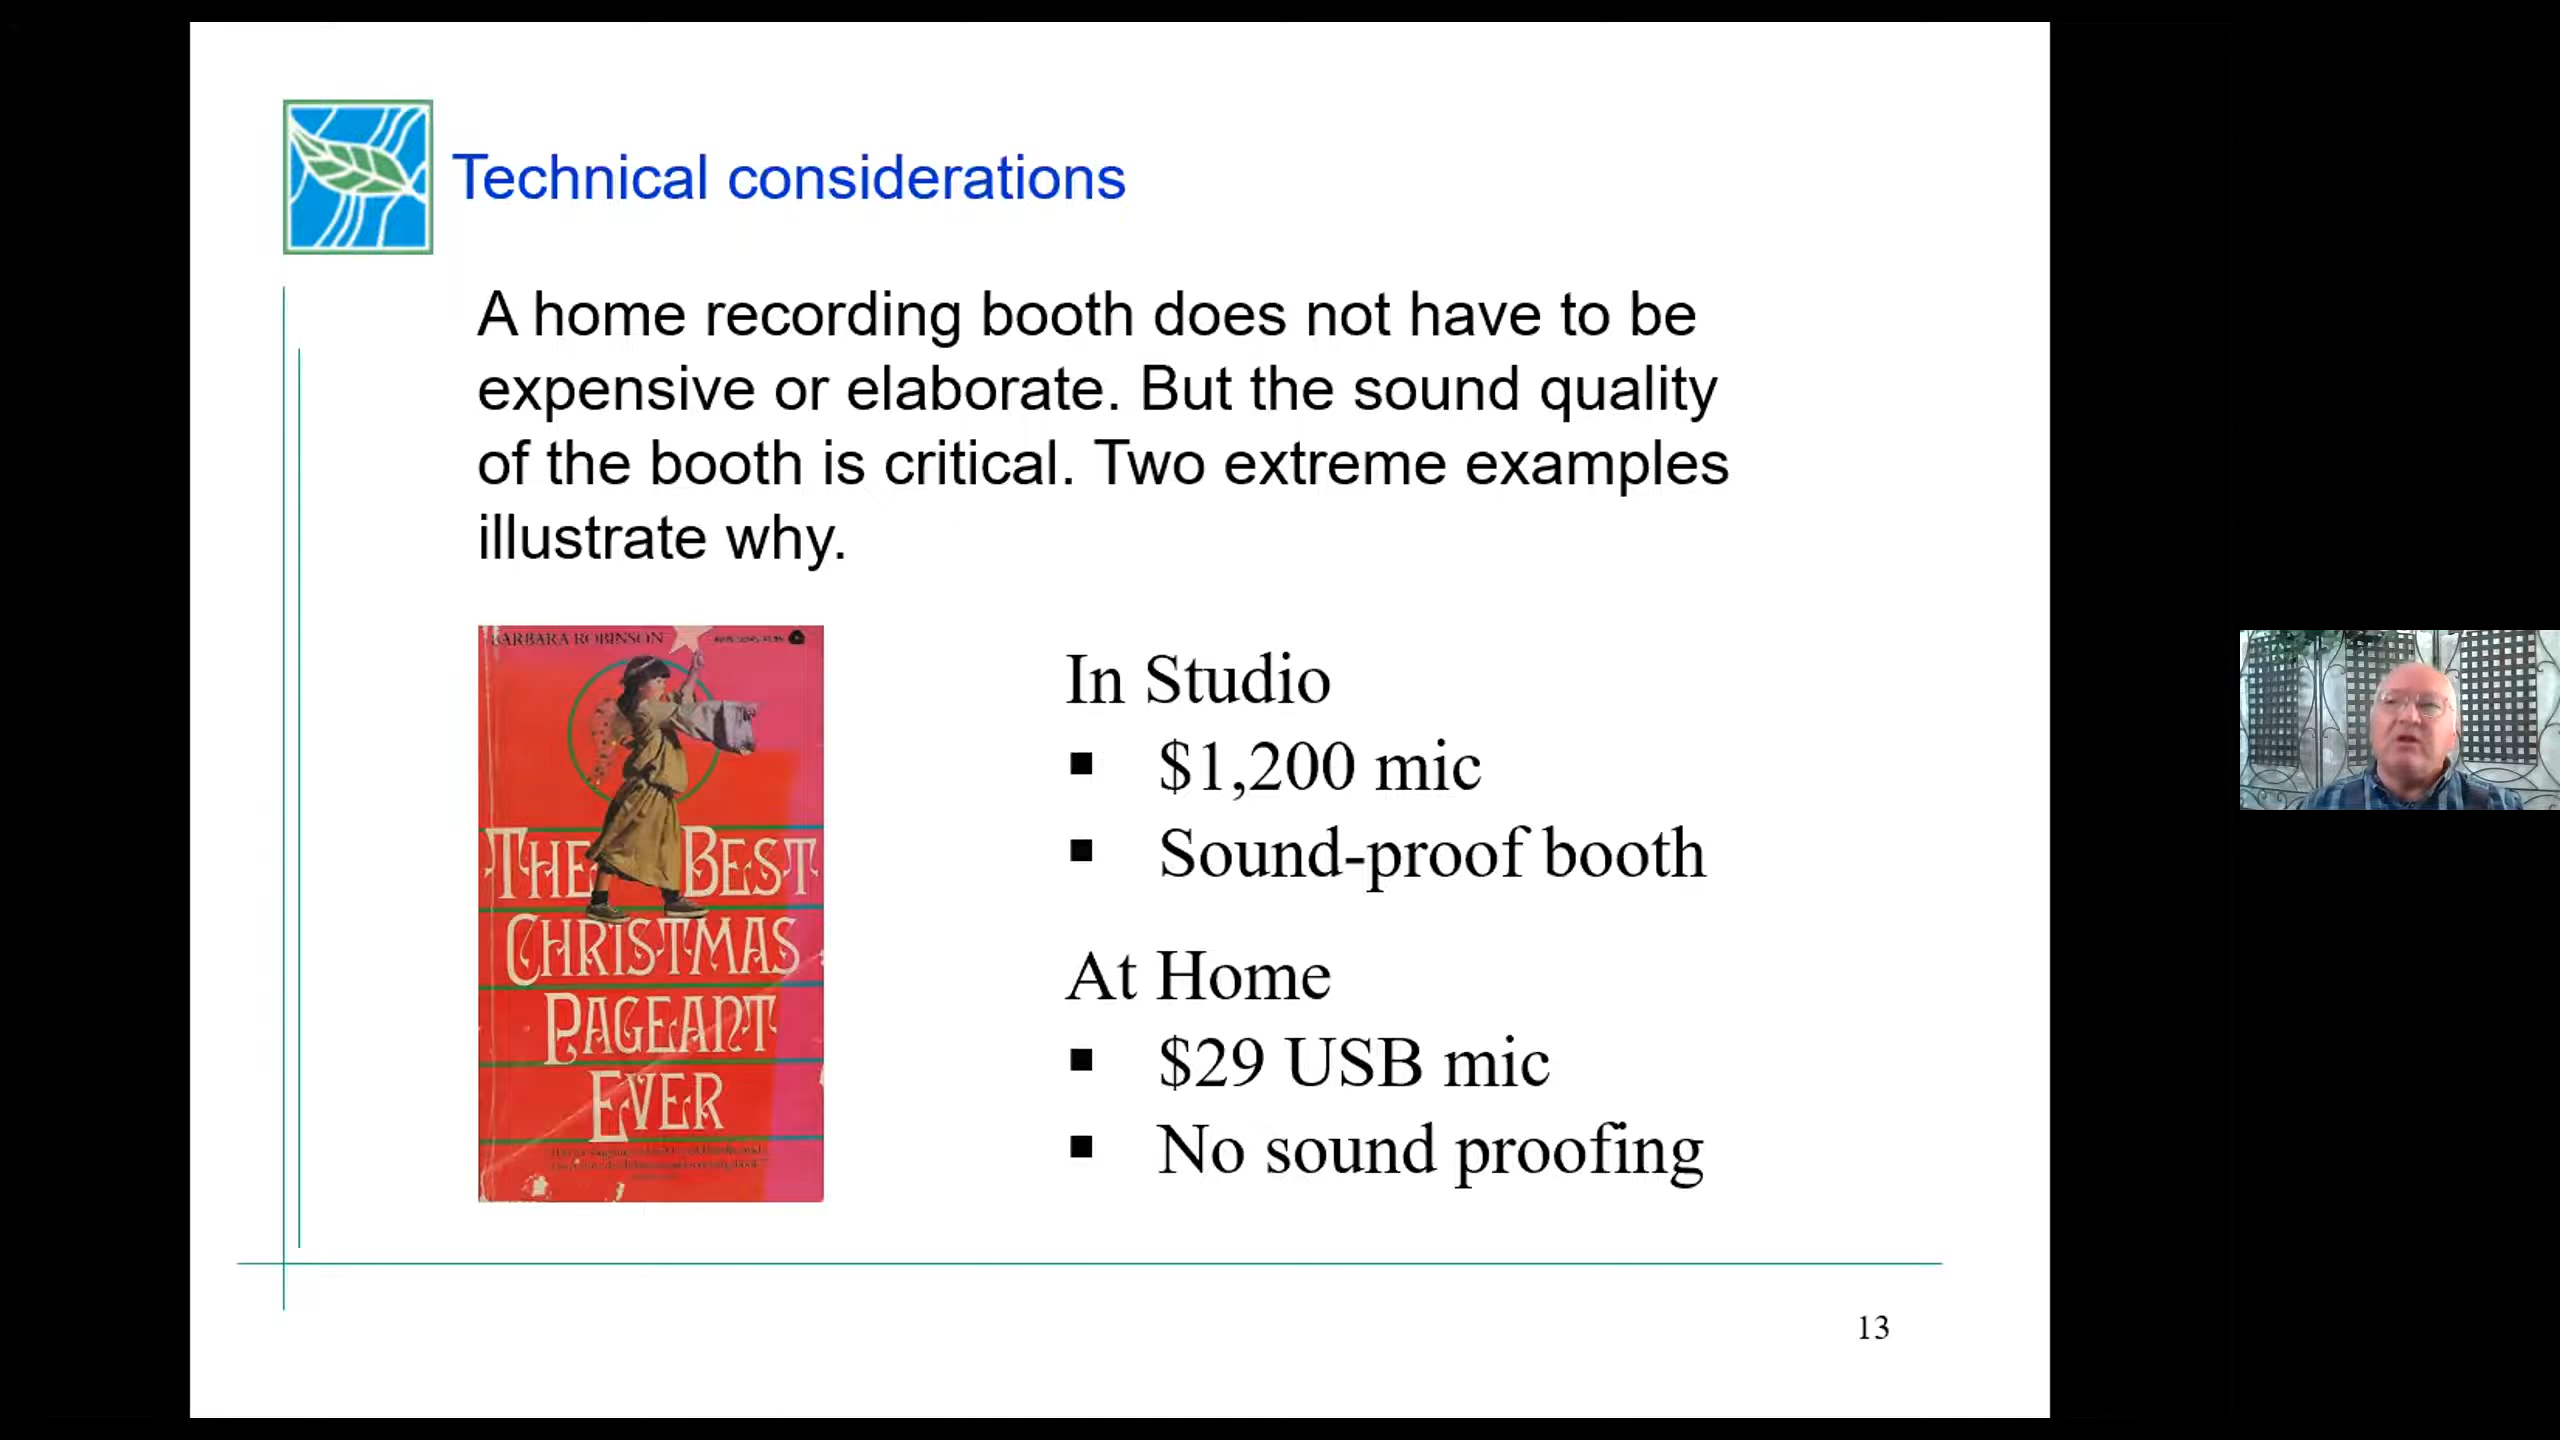 Technical considerations
A home recording booth does not have to be
expensive or elaborate. But the sound quality
of the booth is critical. Two extreme examples
illustrate why.
BARBARA ROBINSON
THE BEST
CHRISTMAS
PAGEANT
EVER
In Studio
▪ $1,200 mic
▪ Sound-proof booth
At Home
▪ $29 USB mic
▪ No sound proofing
13